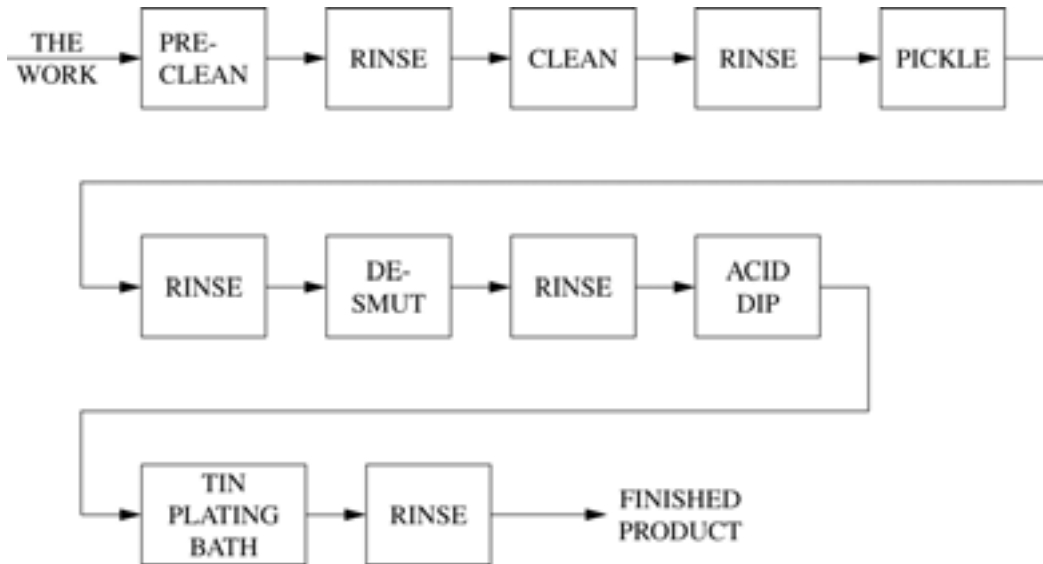 THE
WORK
PRE-
CLEAN
RINSE
CLEAN
RINSE
PICKLE
RINSE
DE-
SMUT
RINSE
ACID
DIP
TIN
PLATING
BATH
RINSE
FINISHED
PRODUCT